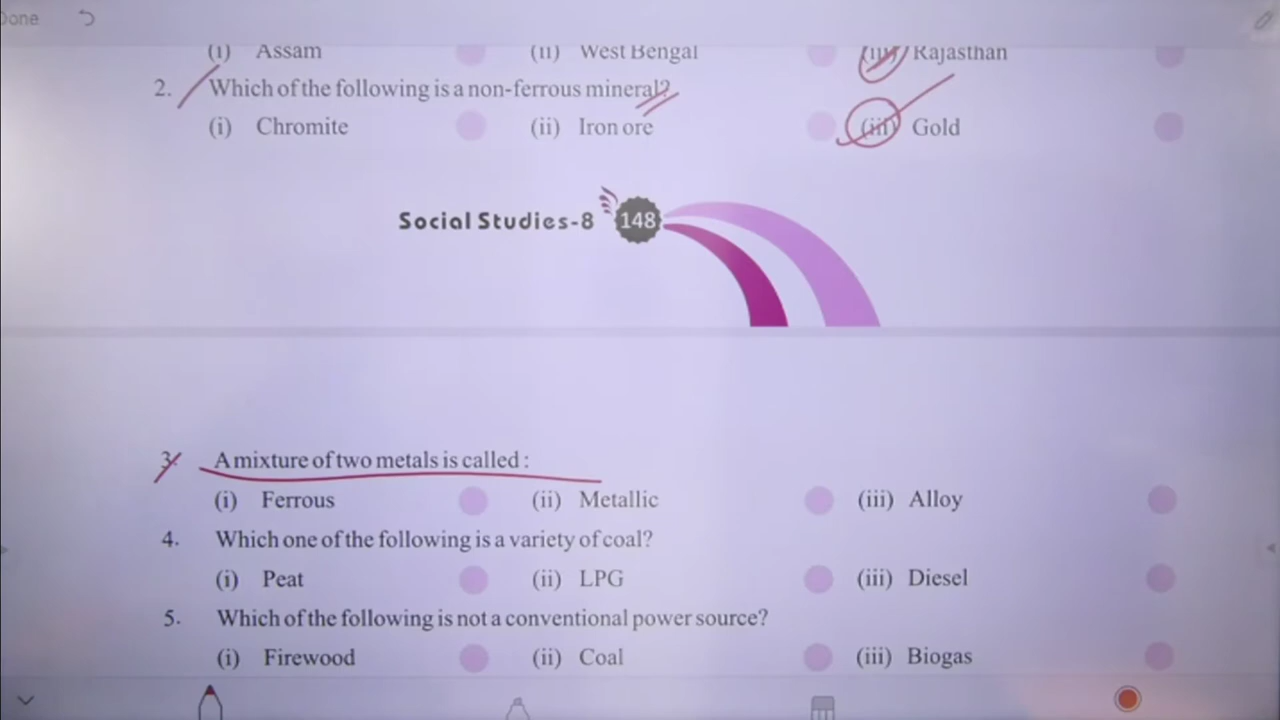 Done
(i) Assam (ii) West Bengal (iii) Rajasthan
2. Which of the following is a non-ferrous mineral?
(i) Chromite (ii) Iron ore (iii) Gold
Social Studies-8 148
3. A mixture of two metals is called :
(i) Ferrous (ii) Metallic (iii) Alloy
4. Which one of the following is a variety of coal?
(i) Peat (ii) LPG (iii) Diesel
5. Which of the following is not a conventional power source?
(i) Firewood (ii) Coal (iii) Biogas